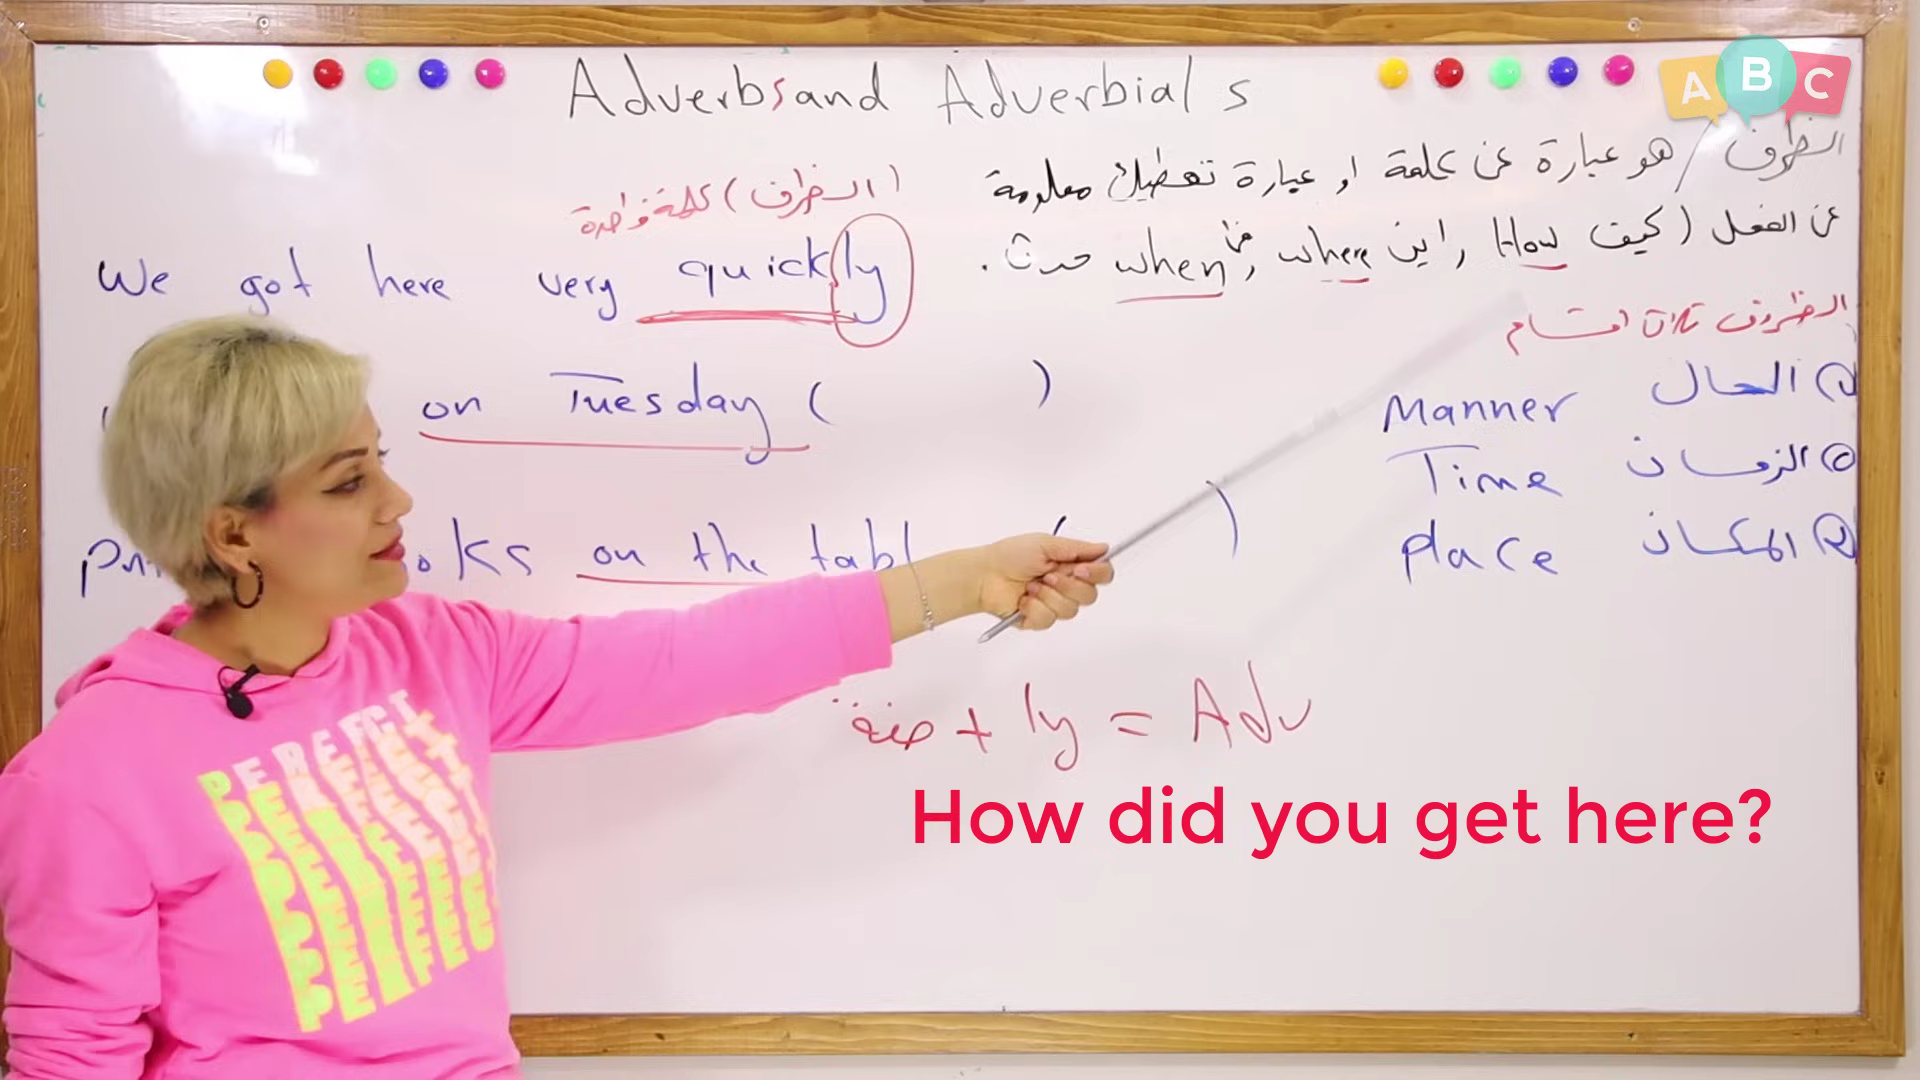 A B C
Adverbs and Adverbials
الظرف / هو عبارة عن كلمة او عبارة تعطيك معلومة
عن الفعل ( كيف How , اين where , متى when حدث .
(الظرف) كلمة واحدة
We got here very quickly
الظروف ثلاث اقسام
on Tuesday ( )
Manner الحال
Time الزمان
on the tabl ( )
place المكان
صفة + ly = Adv
How did you get here?
PERFECT